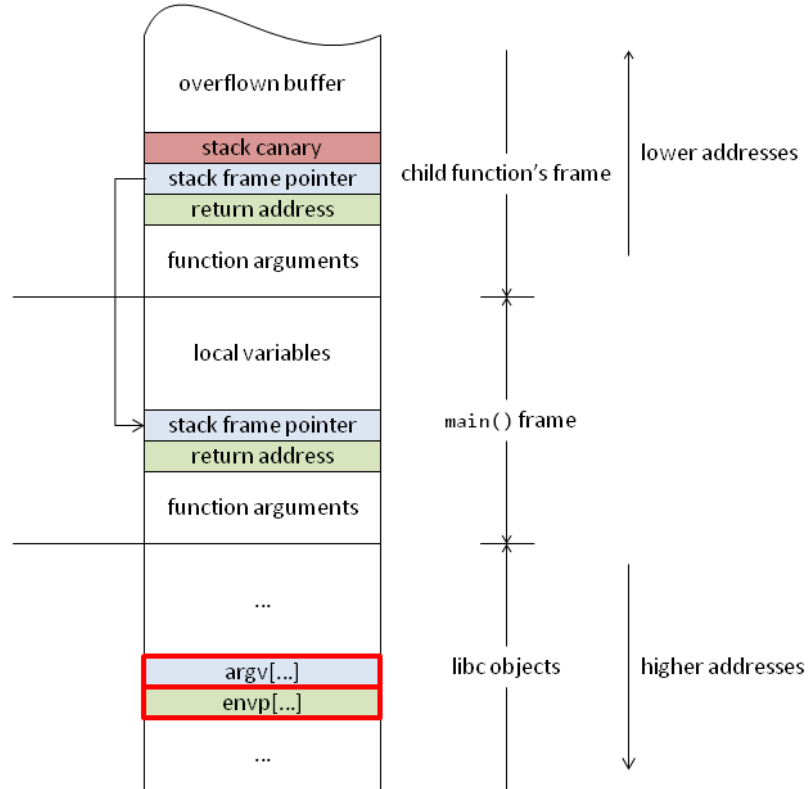 overflown buffer
stack canary
stack frame pointer
return address
function arguments
child function's frame
lower addresses
local variables
stack frame pointer
return address
function arguments
main() frame
...
argv[...]
envp[...]
...
libc objects
higher addresses